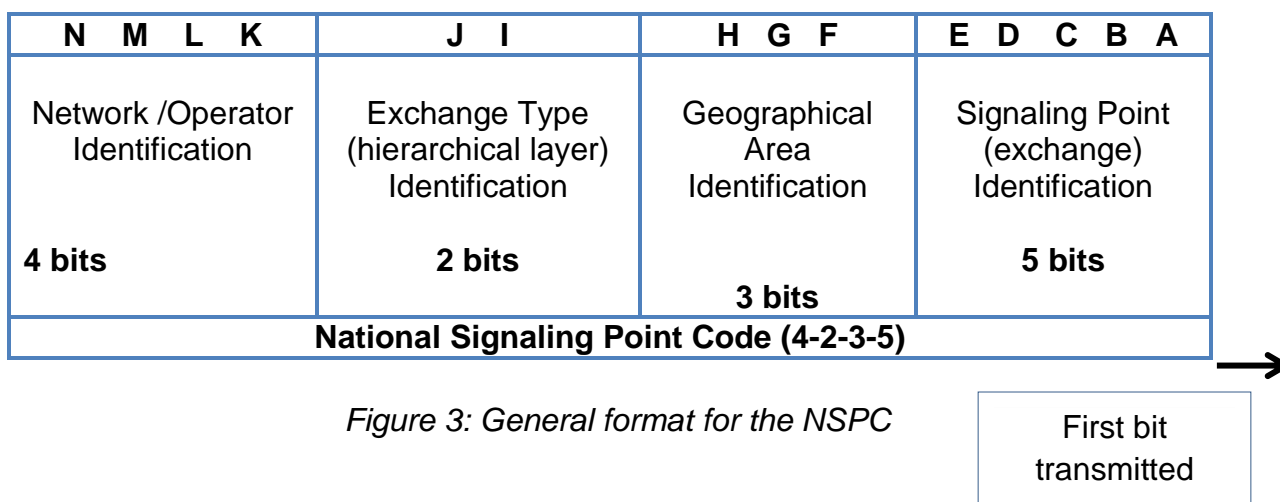 N M L K J I H G F E D C B A
Network /Operator
Identification
4 bits
Exchange Type
(hierarchical layer)
Identification
2 bits
Geographical
Area
Identification
3 bits
Signaling Point
(exchange)
Identification
5 bits
National Signaling Point Code (4-2-3-5)
Figure 3: General format for the NSPC
First bit
transmitted